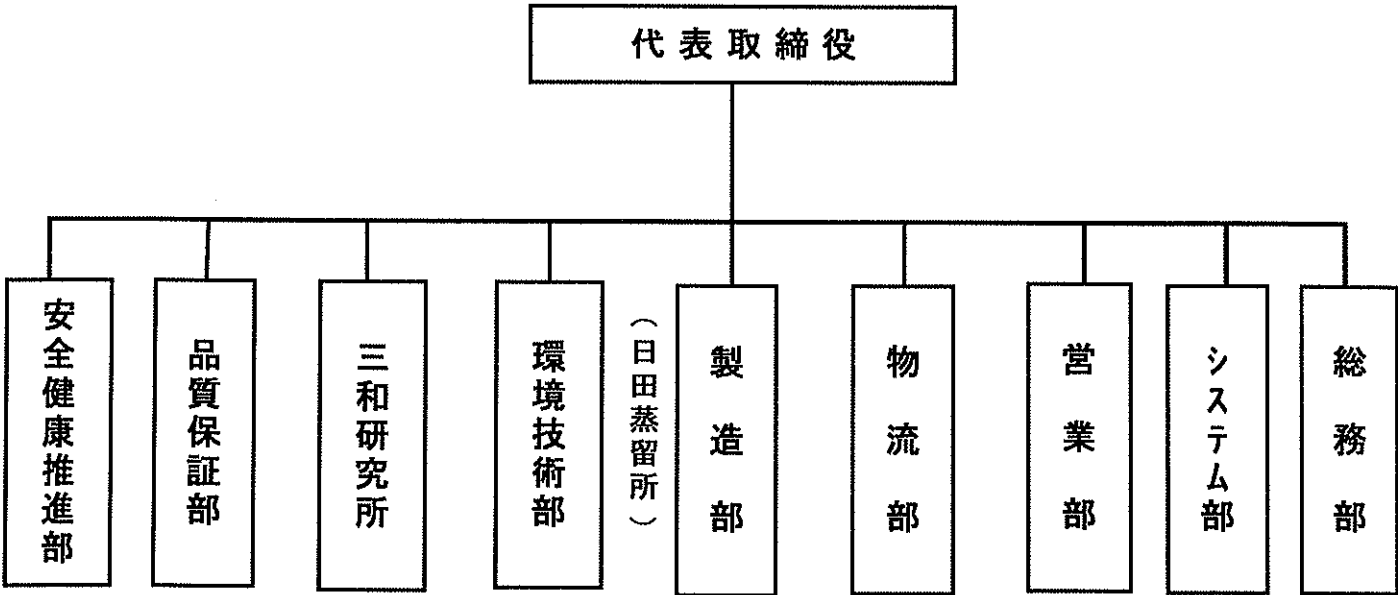 代表取締役
安全健康推進部
品質保証部
三和研究所
環境技術部
（日田蒸留所）
製造部
物流部
営業部
システム部
総務部